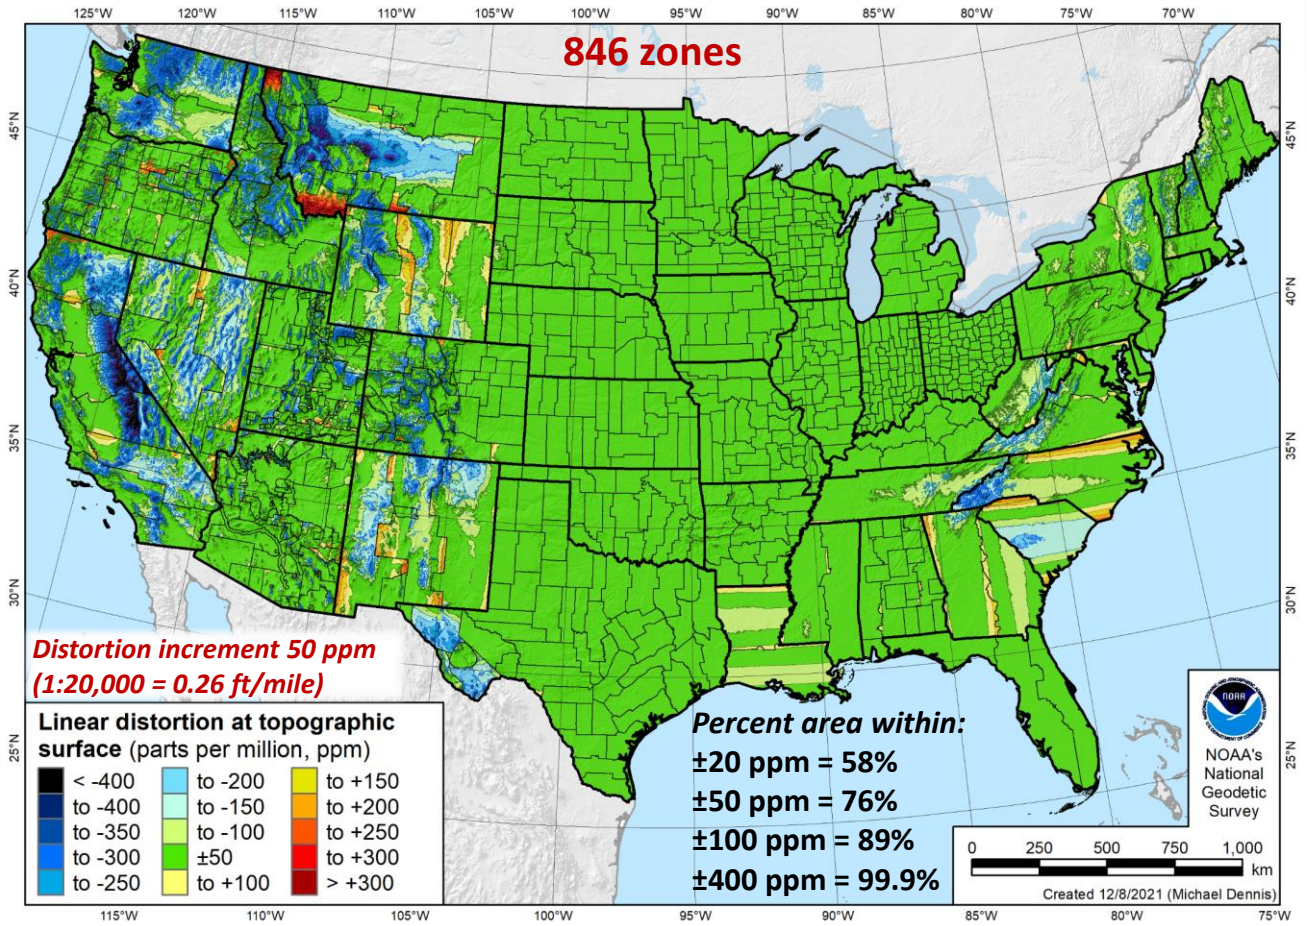 125°W 120°W 115°W 110°W 105°W 100°W 95°W 90°W 85°W 80°W 75°W 70°W
846 zones
45°N
45°N
40°N
40°N
35°N
35°N
30°N
30°N
25°N
25°N
Distortion increment 50 ppm
(1:20,000 = 0.26 ft/mile)
Linear distortion at topographic
surface (parts per million, ppm)
< -400
to -400
to -350
to -300
to -250
to -200
to -150
to -100
±50
to +100
to +150
to +200
to +250
to +300
> +300
Percent area within:
±20 ppm = 58%
±50 ppm = 76%
±100 ppm = 89%
±400 ppm = 99.9%
NOAA
NOAA's
National
Geodetic
Survey
0 250 500 750 1,000
km
Created 12/8/2021 (Michael Dennis)
115°W 110°W 105°W 100°W 95°W 90°W 85°W 80°W 75°W